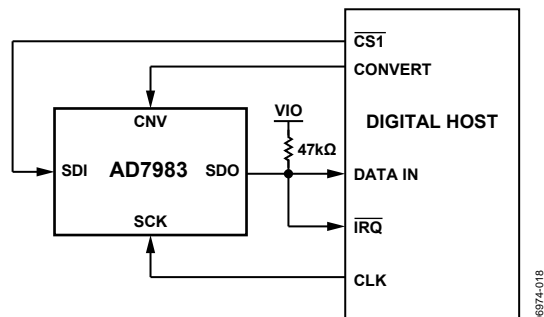 CS1
CONVERT
VIO
CNV
DIGITAL HOST
47kΩ
SDI AD7983 SDO
DATA IN
SCK
IRQ
CLK
06974-018